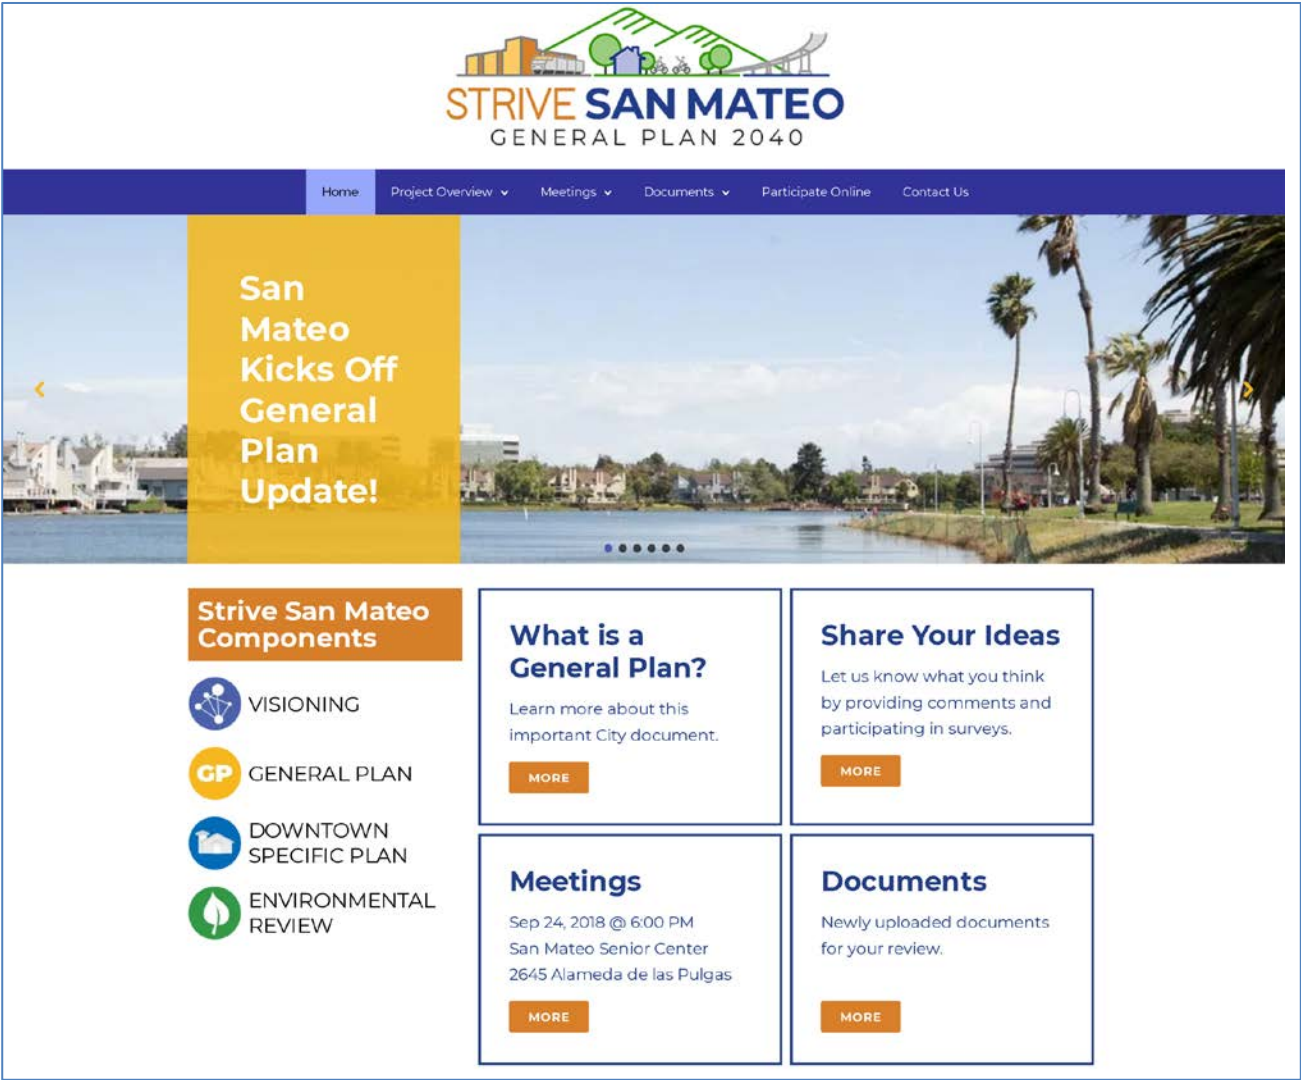 STRIVE SAN MATEO
GENERAL PLAN 2040
Home Project Overview Meetings Documents Participate Online Contact Us
San
Mateo
Kicks Off
General
Plan
Update!
Strive San Mateo
Components
VISIONING
GP GENERAL PLAN
DOWNTOWN
SPECIFIC PLAN
ENVIRONMENTAL
REVIEW
What is a
General Plan?
Learn more about this
important City document.
MORE
Share Your Ideas
Let us know what you think
by providing comments and
participating in surveys.
MORE
Meetings
Sep 24, 2018 @ 6:00 PM
San Mateo Senior Center
2645 Alameda de las Pulgas
MORE
Documents
Newly uploaded documents
for your review.
MORE